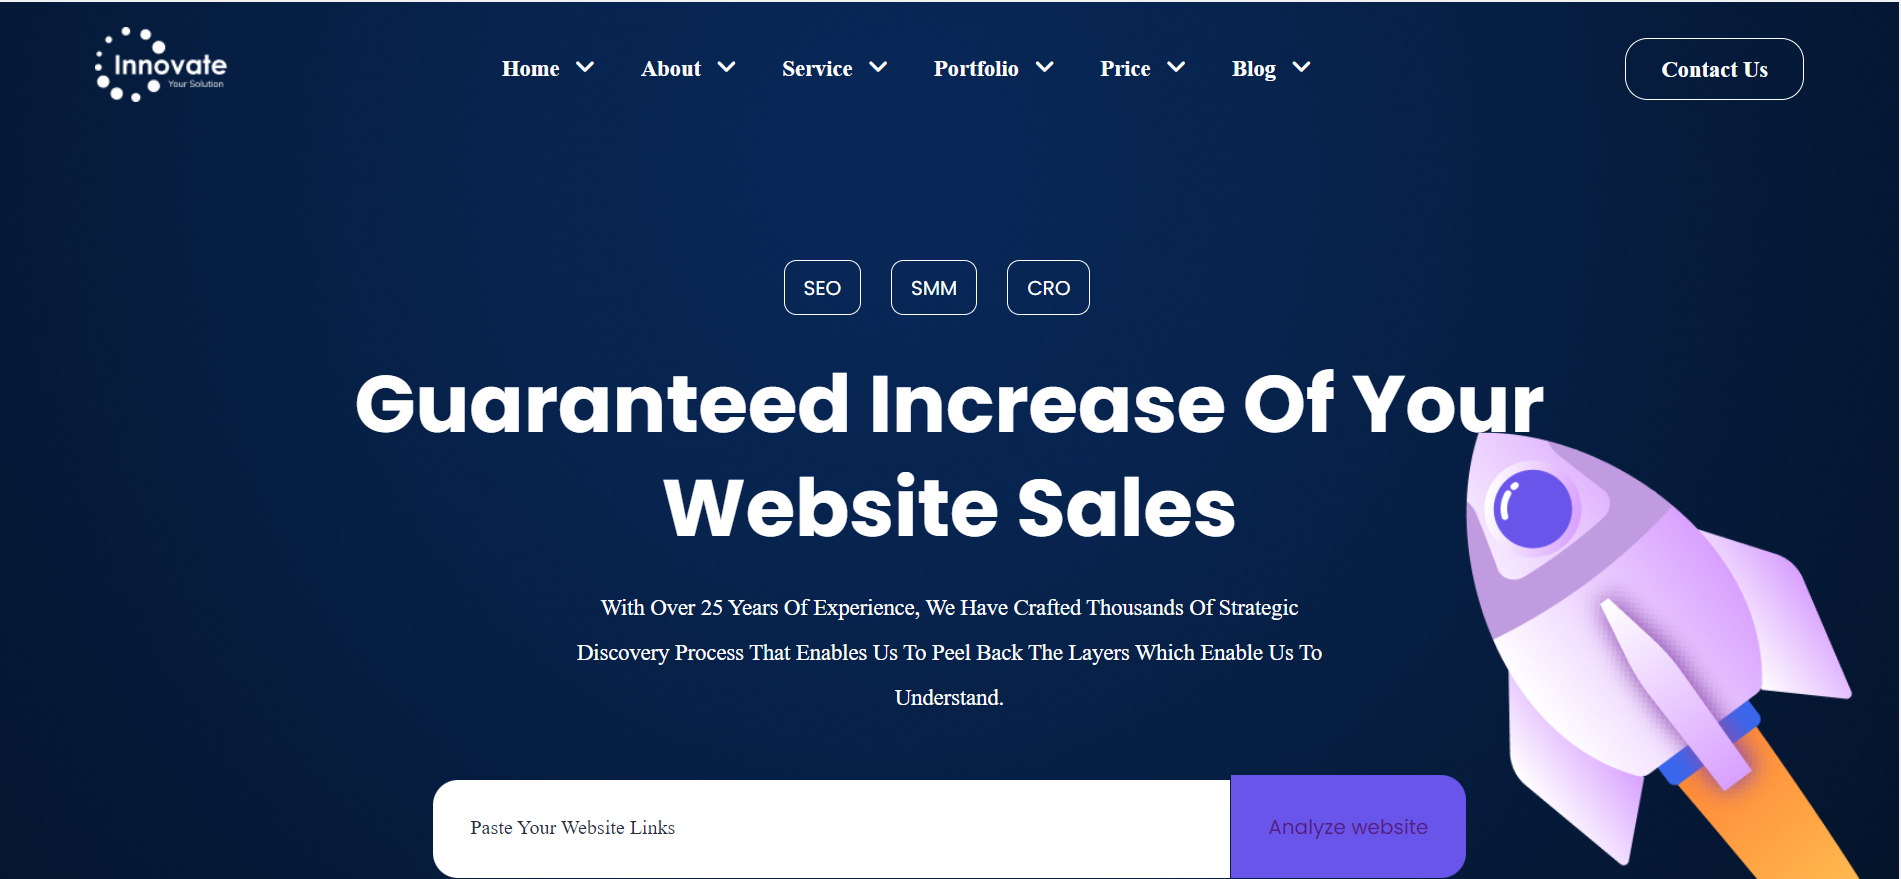 Innovate
Your Solution
Home About Service Portfolio Price Blog
Contact Us
SEO SMM CRO
Guaranteed Increase Of Your
Website Sales
With Over 25 Years Of Experience, We Have Crafted Thousands Of Strategic
Discovery Process That Enables Us To Peel Back The Layers Which Enable Us To
Understand.
Paste Your Website Links
Analyze website